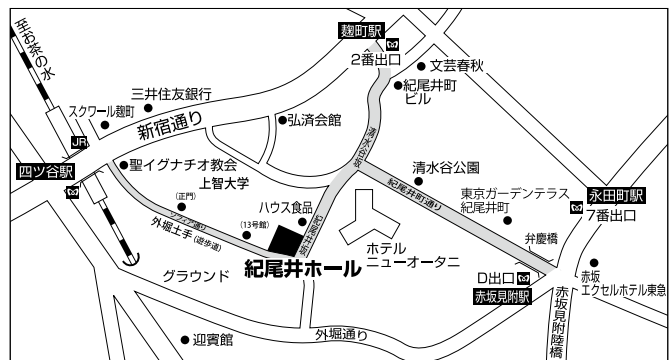 至お茶の水
麹町駅
2番出口
文芸春秋
紀尾井町
ビル
三井住友銀行
スクワール麹町
新宿通り
弘済会館
清水谷坂
JR
四ツ谷駅
聖イグナチオ教会
上智大学
清水谷公園
紀尾井町通り
東京ガーデンテラス
紀尾井町
永田町駅
7番出口
(正門)
ソフィア通り
(13号館)
ハウス食品
紀尾井坂
外堀土手(遊歩道)
ホテル
ニューオータニ
弁慶橋
グラウンド
紀尾井ホール
D出口
赤坂見附駅
赤坂
エクセルホテル東急
赤坂見附陸橋
迎賓館
外堀通り